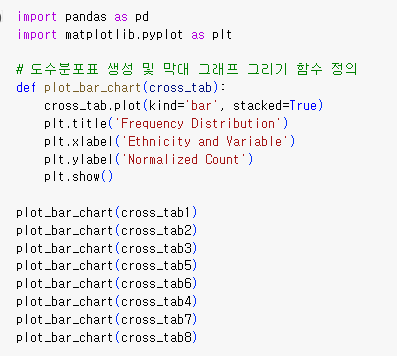 import pandas as pd
import matplotlib.pyplot as plt
# 도수분포표 생성 및 막대 그래프 그리기 함수 정의
def plot_bar_chart(cross_tab):
    cross_tab.plot(kind='bar', stacked=True)
    plt.title('Frequency Distribution')
    plt.xlabel('Ethnicity and Variable')
    plt.ylabel('Normalized Count')
    plt.show()
plot_bar_chart(cross_tab1)
plot_bar_chart(cross_tab2)
plot_bar_chart(cross_tab3)
plot_bar_chart(cross_tab5)
plot_bar_chart(cross_tab6)
plot_bar_chart(cross_tab4)
plot_bar_chart(cross_tab7)
plot_bar_chart(cross_tab8)